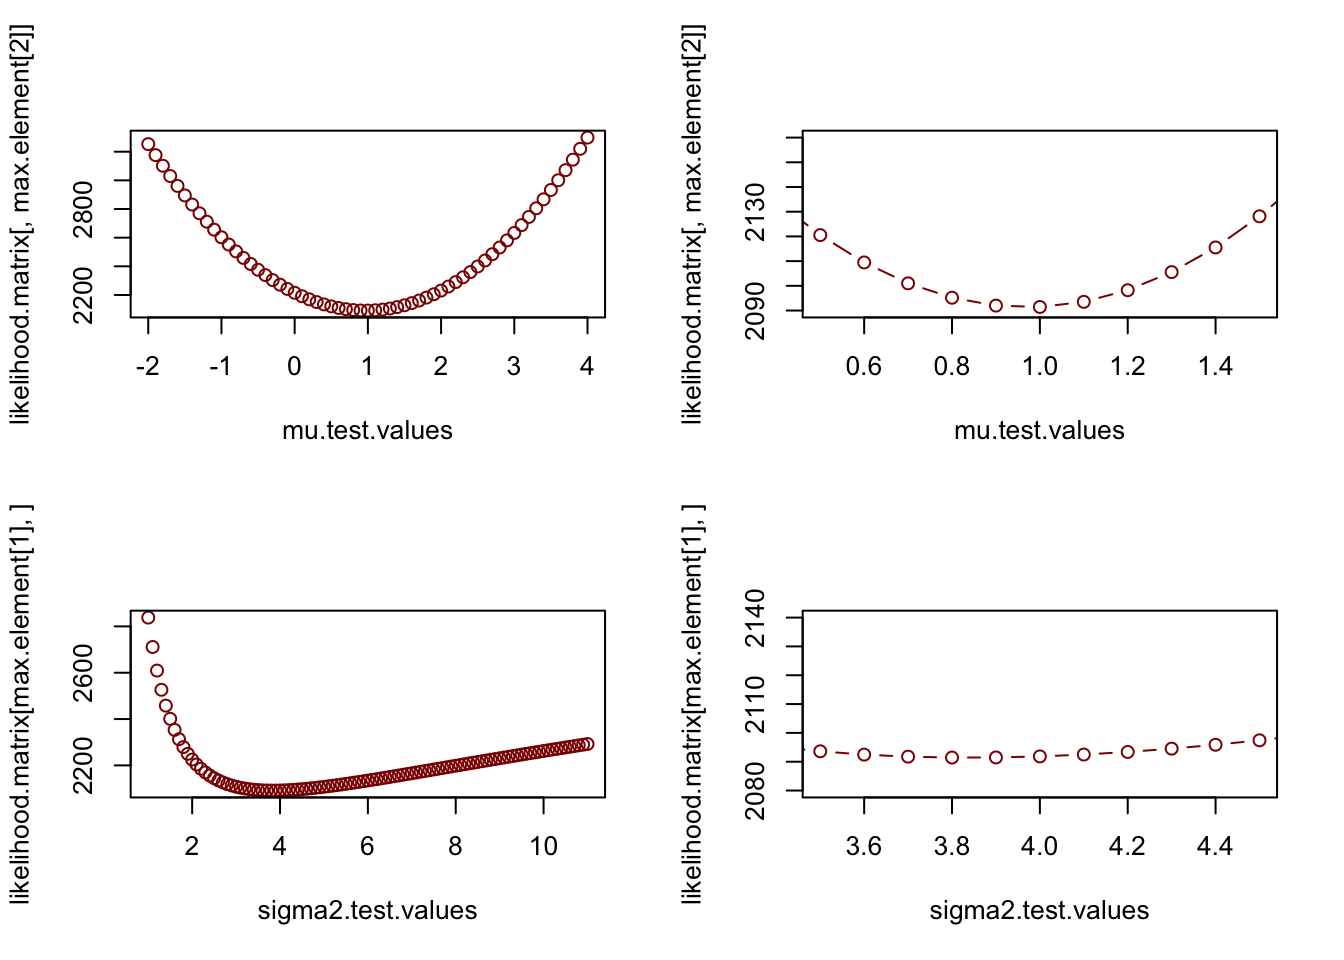 likelihood.matrix[, max.element[2]]
2200 2800
-2 -1 0 1 2 3 4
mu.test.values
likelihood.matrix[, max.element[2]]
2090 2130
0.6 0.8 1.0 1.2 1.4
mu.test.values
likelihood.matrix[max.element[1], ]
2200 2600
2 4 6 8 10
sigma2.test.values
likelihood.matrix[max.element[1], ]
2080 2110 2140
3.6 3.8 4.0 4.2 4.4
sigma2.test.values